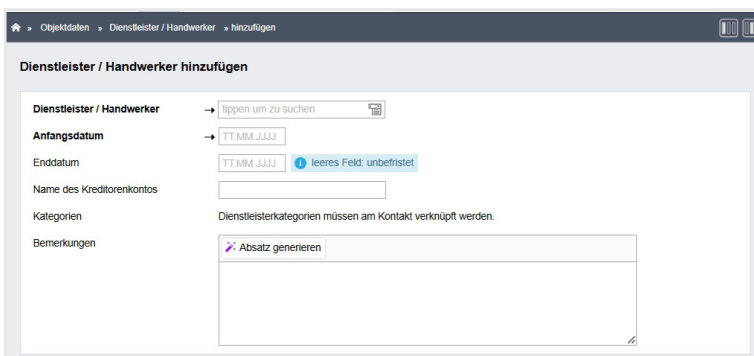 » Objektdaten » Dienstleister / Handwerker » hinzufügen
Dienstleister / Handwerker hinzufügen
Dienstleister / Handwerker → tippen um zu suchen
Anfangsdatum → TT.MM.JJJJ
Enddatum TT.MM.JJJJ i leeres Feld: unbefristet
Name des Kreditorenkontos
Kategorien Dienstleisterkategorien müssen am Kontakt verknüpft werden.
Bemerkungen Absatz generieren